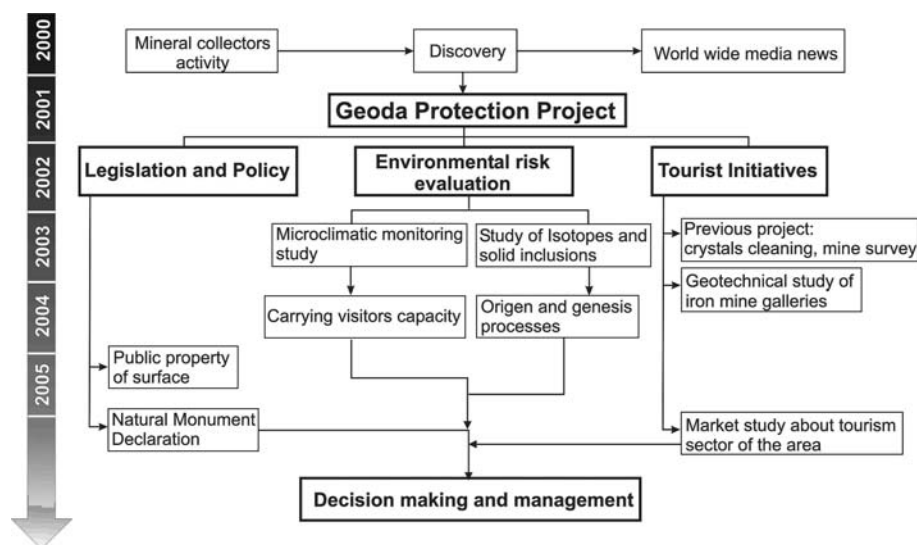 2000
2001
2002
2003
2004
2005
Mineral collectors
activity
Discovery
World wide media news
Geoda Protection Project
Legislation and Policy
Environmental risk
evaluation
Tourist Initiatives
Microclimatic monitoring
study
Study of Isotopes and
solid inclusions
Previous project:
crystals cleaning, mine survey
Geotechnical study of
iron mine galleries
Carrying visitors capacity
Origen and genesis
processes
Public property
of surface
Natural Monument
Declaration
Market study about tourism
sector of the area
Decision making and management